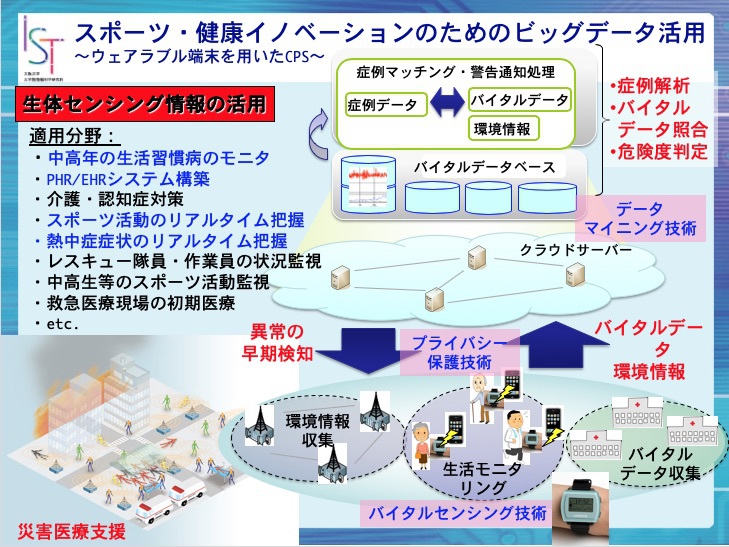 スポーツ・健康イノベーションのためのビッグデータ活用
～ウェアラブル端末を用いたCPS～
IST
大阪大学
大学院情報科学研究科
生体センシング情報の活用
適用分野：
・中高年の生活習慣病のモニタ
・PHR/EHRシステム構築
・介護・認知症対策
・スポーツ活動のリアルタイム把握
・熱中症症状のリアルタイム把握
・レスキュー隊員・作業員の状況監視
・中高生等のスポーツ活動監視
・救急医療現場の初期医療
・etc.
症例マッチング・警告通知処理
症例データ
バイタルデータ
環境情報
バイタルデータベース
•症例解析
•バイタル
データ照合
•危険度判定
データ
マイニング技術
クラウドサーバー
異常の
早期検知
プライバシー
保護技術
バイタルデー
タ
環境情報
環境情報
収集
生活モニタ
リング
バイタル
データ収集
バイタルセンシング技術
災害医療支援